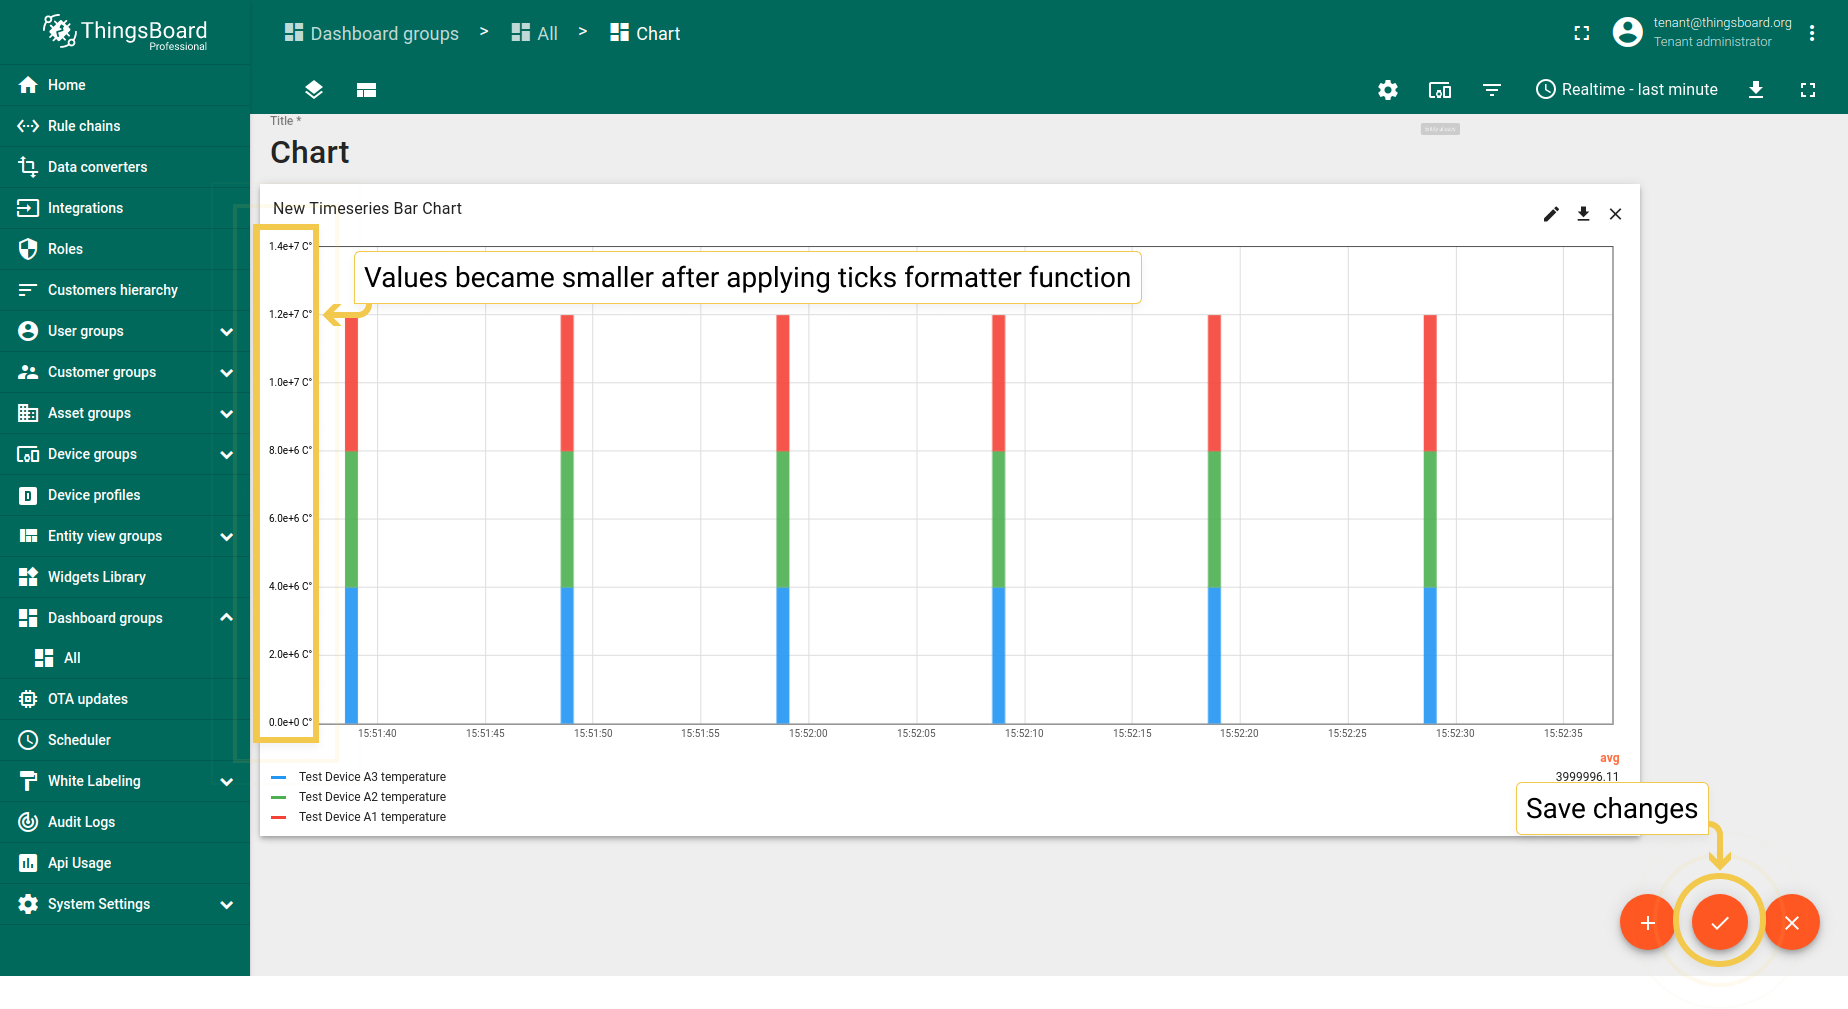 ThingsBoard
Professional
Dashboard groups > All > Chart
tenant@thingsboard.org
Tenant administrator
Home
Rule chains
Data converters
Integrations
Roles
Customers hierarchy
User groups
Customer groups
Asset groups
Device groups
Device profiles
Entity view groups
Widgets Library
Dashboard groups
All
OTA updates
Scheduler
White Labeling
Audit Logs
Api Usage
System Settings
Realtime - last minute
Title *
Chart
New Timeseries Bar Chart
Values became smaller after applying ticks formatter function
1.4e+7 C°
1.2e+7 C°
1.0e+7 C°
8.0e+6 C°
6.0e+6 C°
4.0e+6 C°
2.0e+6 C°
0.0e+0 C°
15:51:40 15:51:45 15:51:50 15:51:55 15:52:00 15:52:05 15:52:10 15:52:15 15:52:20 15:52:25 15:52:30 15:52:35
avg
Test Device A3 temperature 3999996.11
Test Device A2 temperature
Test Device A1 temperature
Save changes